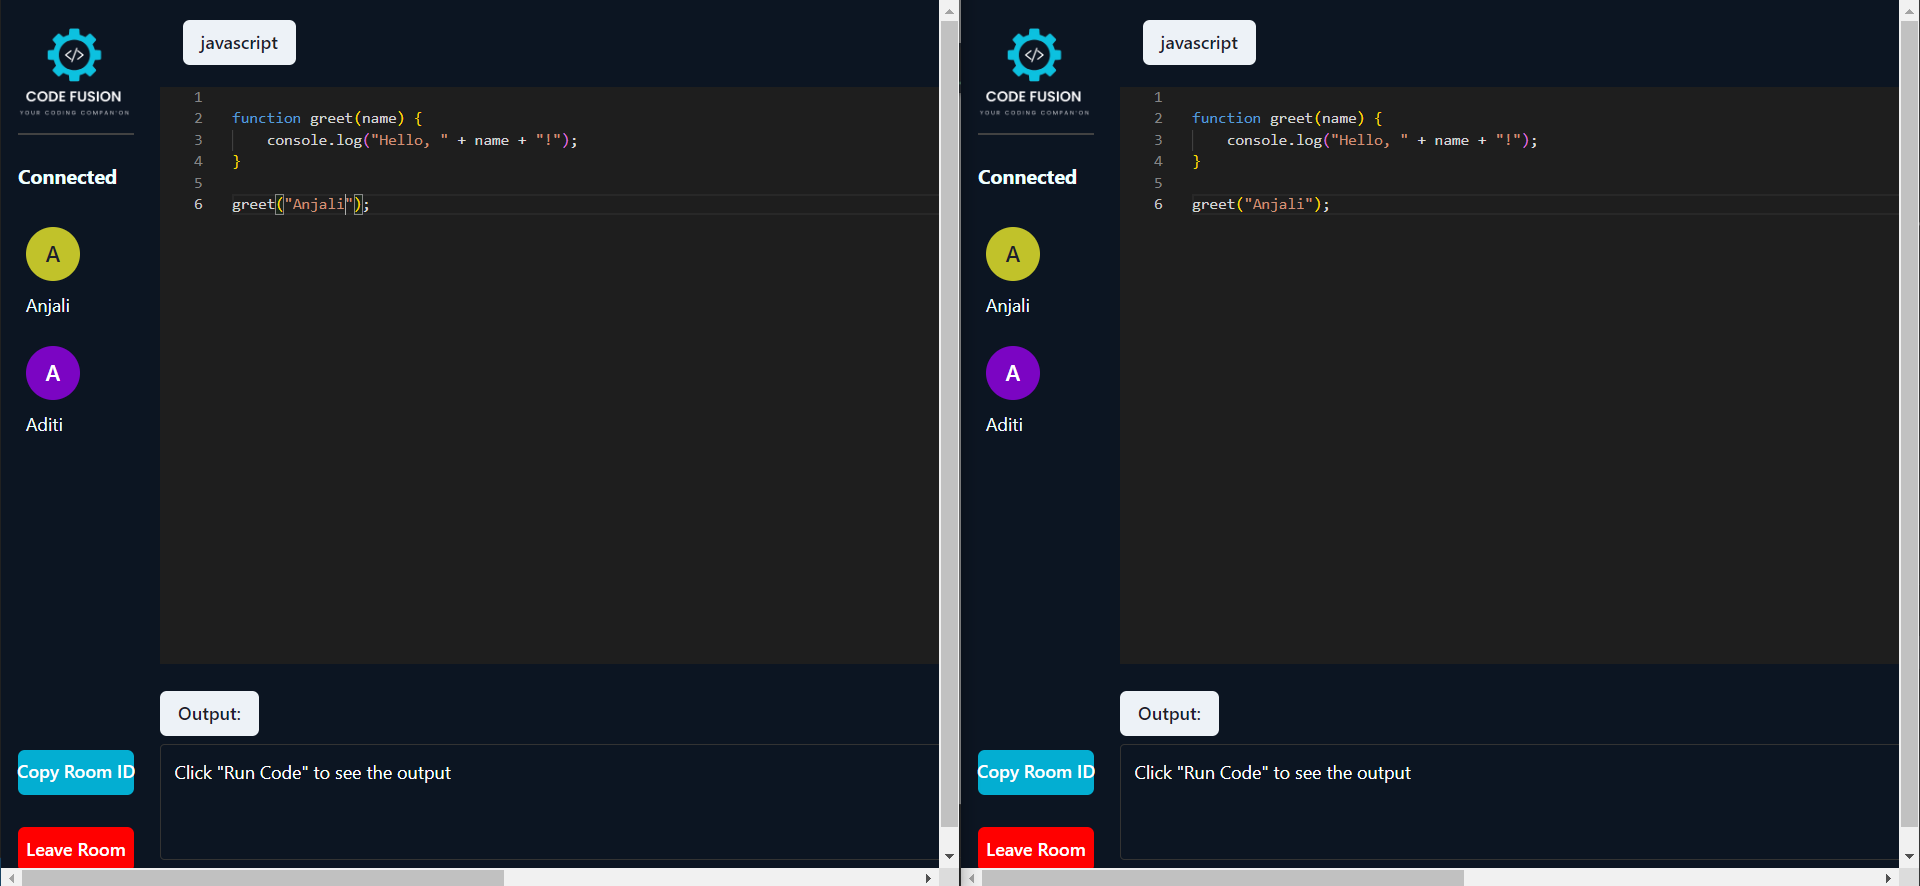 javascript
</>
CODE FUSION
YOUR CODING COMPANION
Connected
A
Anjali
A
Aditi
Copy Room ID
Leave Room
1
2 function greet(name) {
3     console.log("Hello, " + name + "!");
4 }
5
6 greet("Anjali");
Output:
Click "Run Code" to see the output
javascript
</>
CODE FUSION
YOUR CODING COMPANION
Connected
A
Anjali
A
Aditi
Copy Room ID
Leave Room
1
2 function greet(name) {
3     console.log("Hello, " + name + "!");
4 }
5
6 greet("Anjali");
Output:
Click "Run Code" to see the output